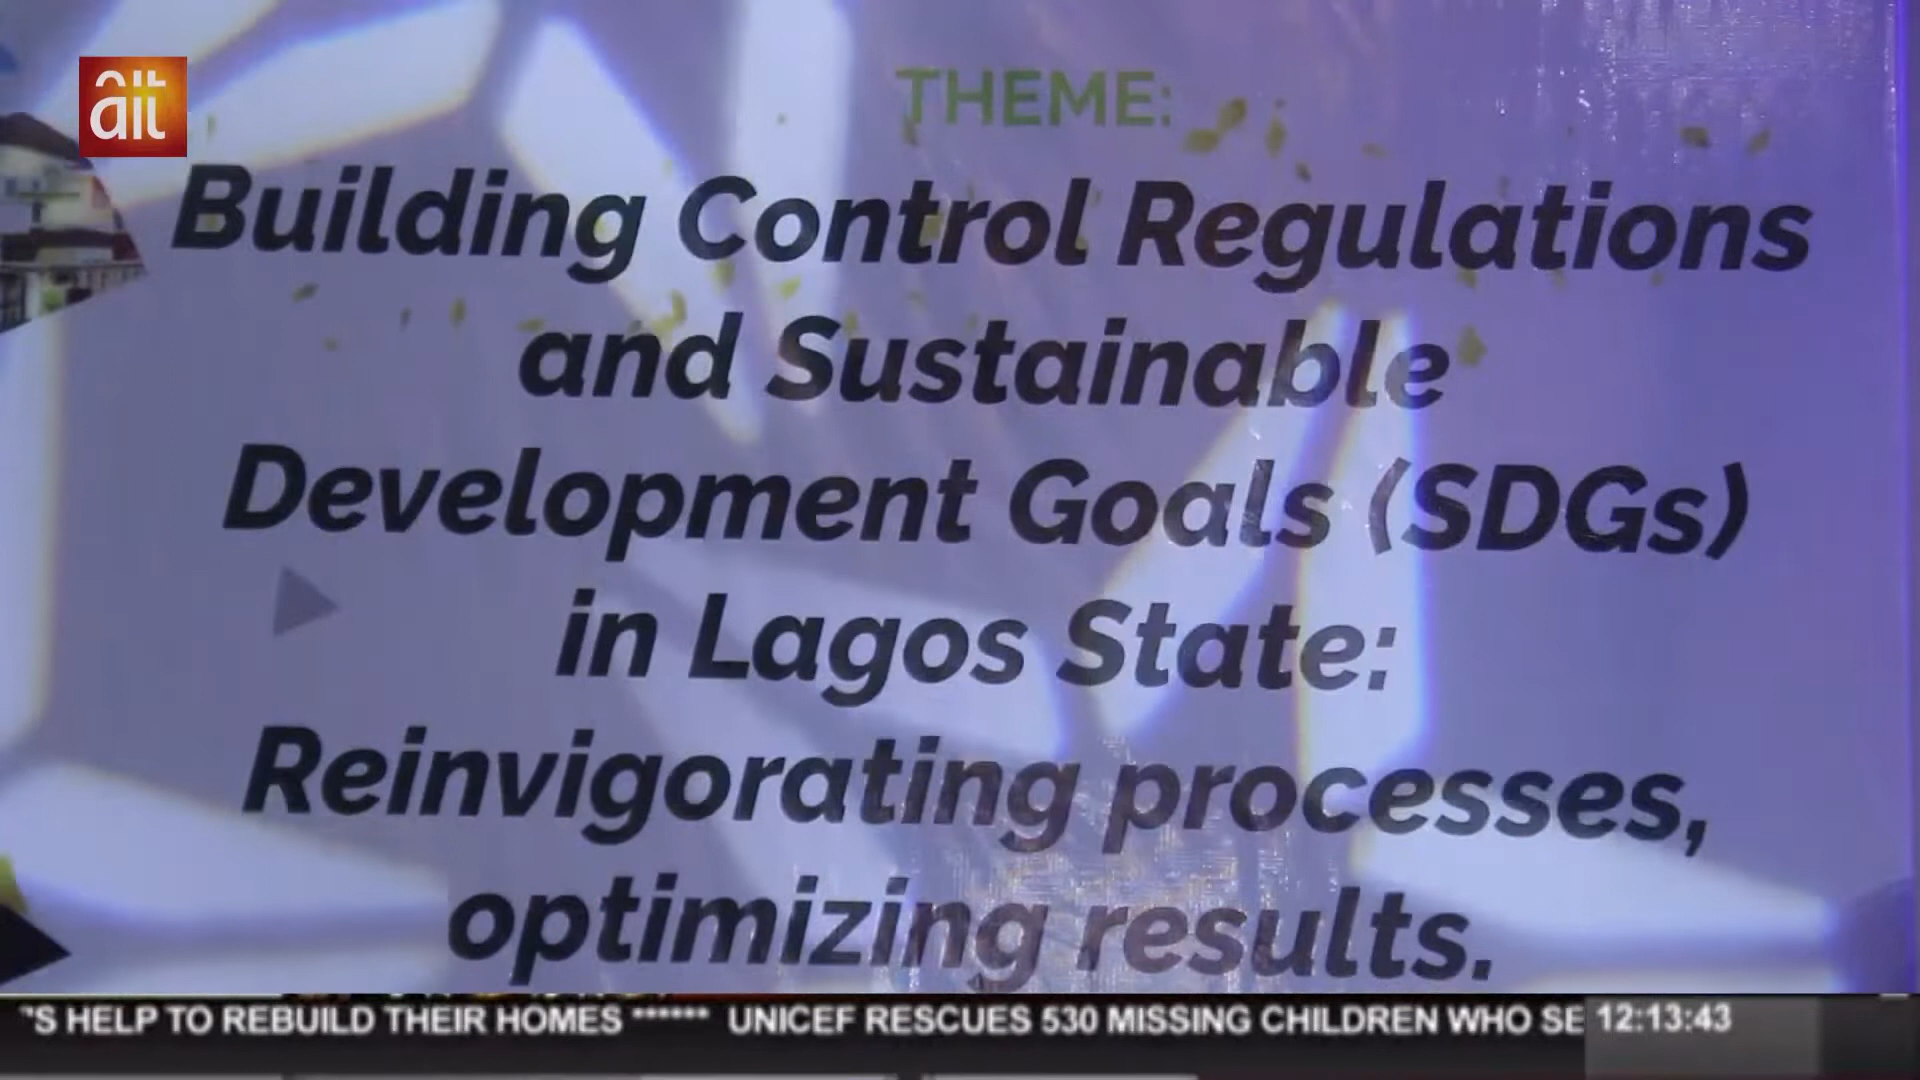 âit
THEME:
Building Control Regulations
and Sustainable
Development Goals (SDGs)
in Lagos State:
Reinvigorating processes,
optimizing results.
"S HELP TO REBUILD THEIR HOMES ****** UNICEF RESCUES 530 MISSING CHILDREN WHO SE
12:13:43